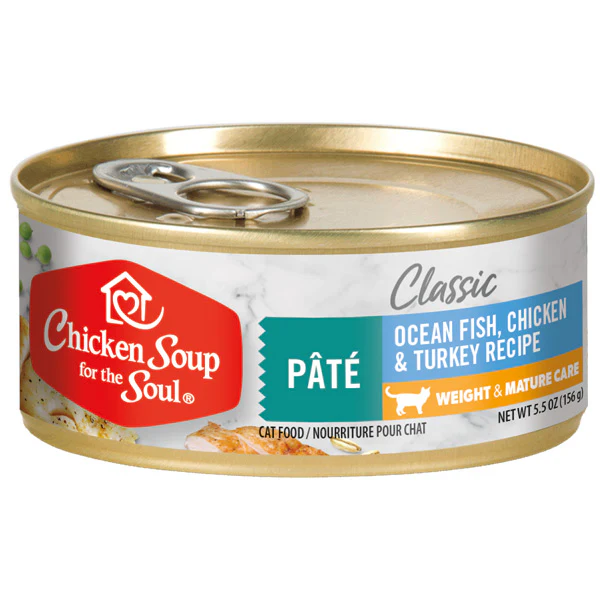 Chicken Soup
for the
Soul®
PÂTÉ
Classic
OCEAN FISH, CHICKEN
& TURKEY RECIPE
WEIGHT & MATURE CARE
NET WT 5.5 OZ (156 g)
CAT FOOD / NOURRITURE POUR CHAT